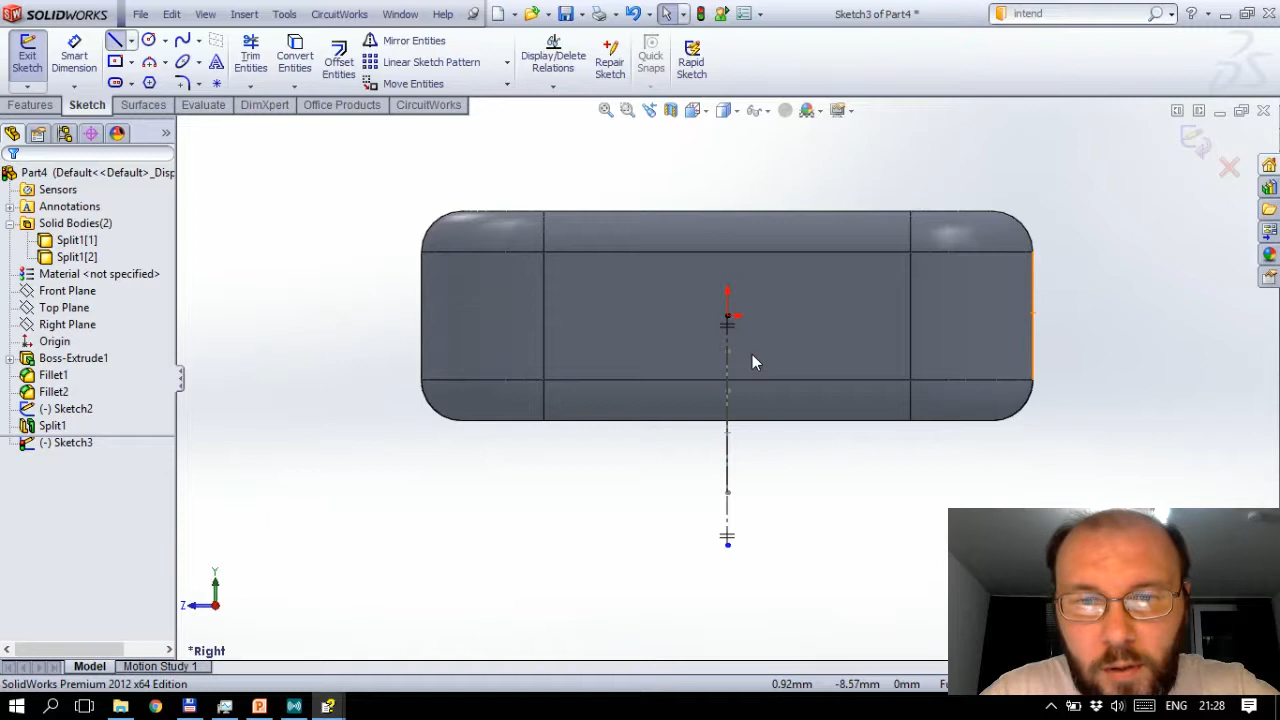 SOLIDWORKS File Edit View Insert Tools CircuitWorks Window Help Sketch3 of Part4 * intend
Exit Sketch
Smart Dimension
Trim Entities
Convert Entities
Offset Entities
Mirror Entities
Linear Sketch Pattern
Move Entities
Display/Delete Relations
Repair Sketch
Quick Snaps
Rapid Sketch
Features Sketch Surfaces Evaluate DimXpert Office Products CircuitWorks
Part4 (Default<<Default>_Disp
Sensors
Annotations
Solid Bodies(2)
Split1[1]
Split1[2]
Material <not specified>
Front Plane
Top Plane
Right Plane
Origin
Boss-Extrude1
Fillet1
Fillet2
(-) Sketch2
Split1
(-) Sketch3
Y
Z
*Right
Model Motion Study 1
SolidWorks Premium 2012 x64 Edition 0.92mm -8.57mm 0mm
ENG 21:28